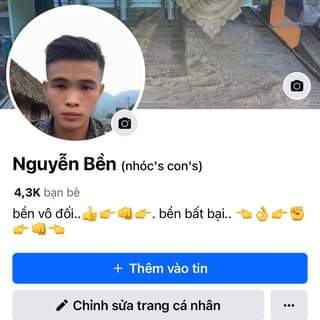 Nguyễn Bền (nhóc's con's)
4,3K bạn bè
bền vô đối..👍👉👊👉. bền bất bại.. 👈👌👉✊
👉👊👈
+ Thêm vào tin
Chỉnh sửa trang cá nhân
...